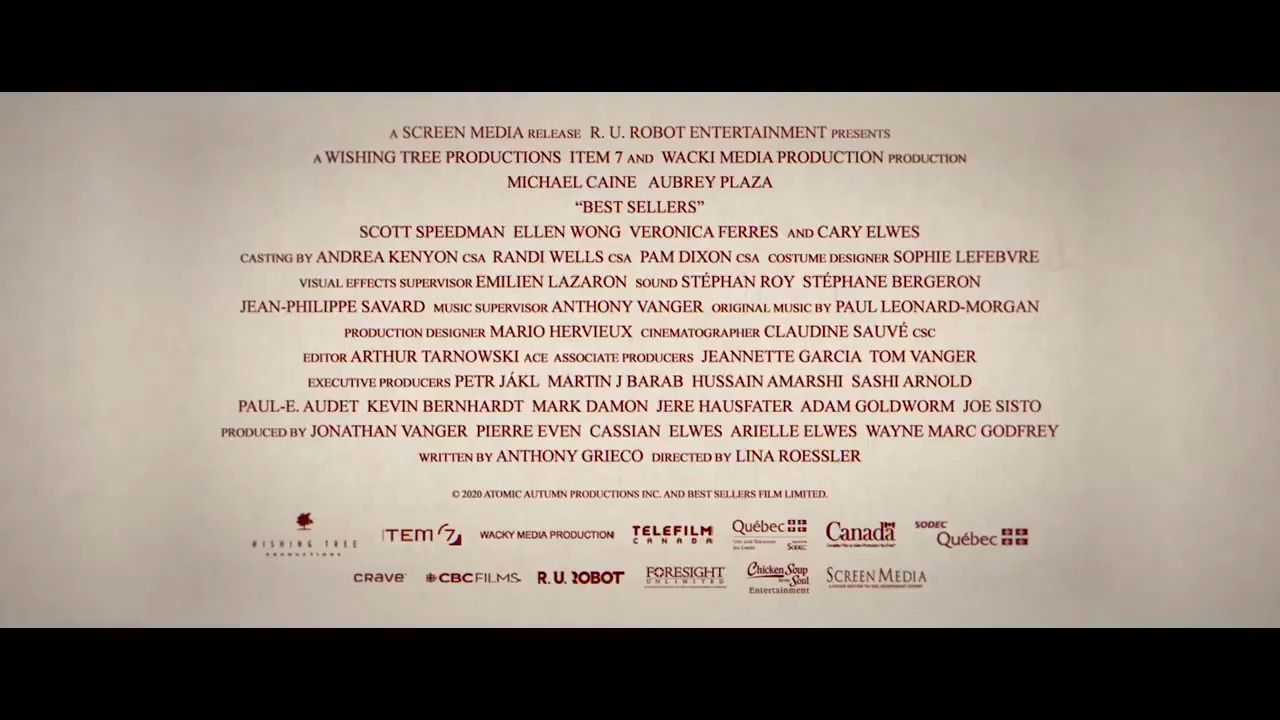 A SCREEN MEDIA RELEASE R. U. ROBOT ENTERTAINMENT PRESENTS
A WISHING TREE PRODUCTIONS ITEM 7 AND WACKI MEDIA PRODUCTION PRODUCTION
MICHAEL CAINE AUBREY PLAZA
“BEST SELLERS”
SCOTT SPEEDMAN ELLEN WONG VERONICA FERRES AND CARY ELWES
CASTING BY ANDREA KENYON CSA RANDI WELLS CSA PAM DIXON CSA COSTUME DESIGNER SOPHIE LEFEBVRE
VISUAL EFFECTS SUPERVISOR EMILIEN LAZARON SOUND STÉPHAN ROY STÉPHANE BERGERON
JEAN-PHILIPPE SAVARD MUSIC SUPERVISOR ANTHONY VANGER ORIGINAL MUSIC BY PAUL LEONARD-MORGAN
PRODUCTION DESIGNER MARIO HERVIEUX CINEMATOGRAPHER CLAUDINE SAUVÉ CSC
EDITOR ARTHUR TARNOWSKI ACE ASSOCIATE PRODUCERS JEANNETTE GARCIA TOM VANGER
EXECUTIVE PRODUCERS PETR JÁKL MARTIN J BARAB HUSSAIN AMARSHI SASHI ARNOLD
PAUL-E. AUDET KEVIN BERNHARDT MARK DAMON JERE HAUSFATER ADAM GOLDWORM JOE SISTO
PRODUCED BY JONATHAN VANGER PIERRE EVEN CASSIAN ELWES ARIELLE ELWES WAYNE MARC GODFREY
WRITTEN BY ANTHONY GRIECO DIRECTED BY LINA ROESSLER
© 2020 ATOMIC AUTUMN PRODUCTIONS INC. AND BEST SELLERS FILM LIMITED.
WISHING TREE PRODUCTIONS ITEM 7 WACKY MEDIA PRODUCTION TELEFILM CANADA Québec SODEC Canada SODEC Québec
CRAVE CBC FILMS R. U. ROBOT FORESIGHT UNLIMITED Chicken Soup for the Soul Entertainment SCREEN MEDIA